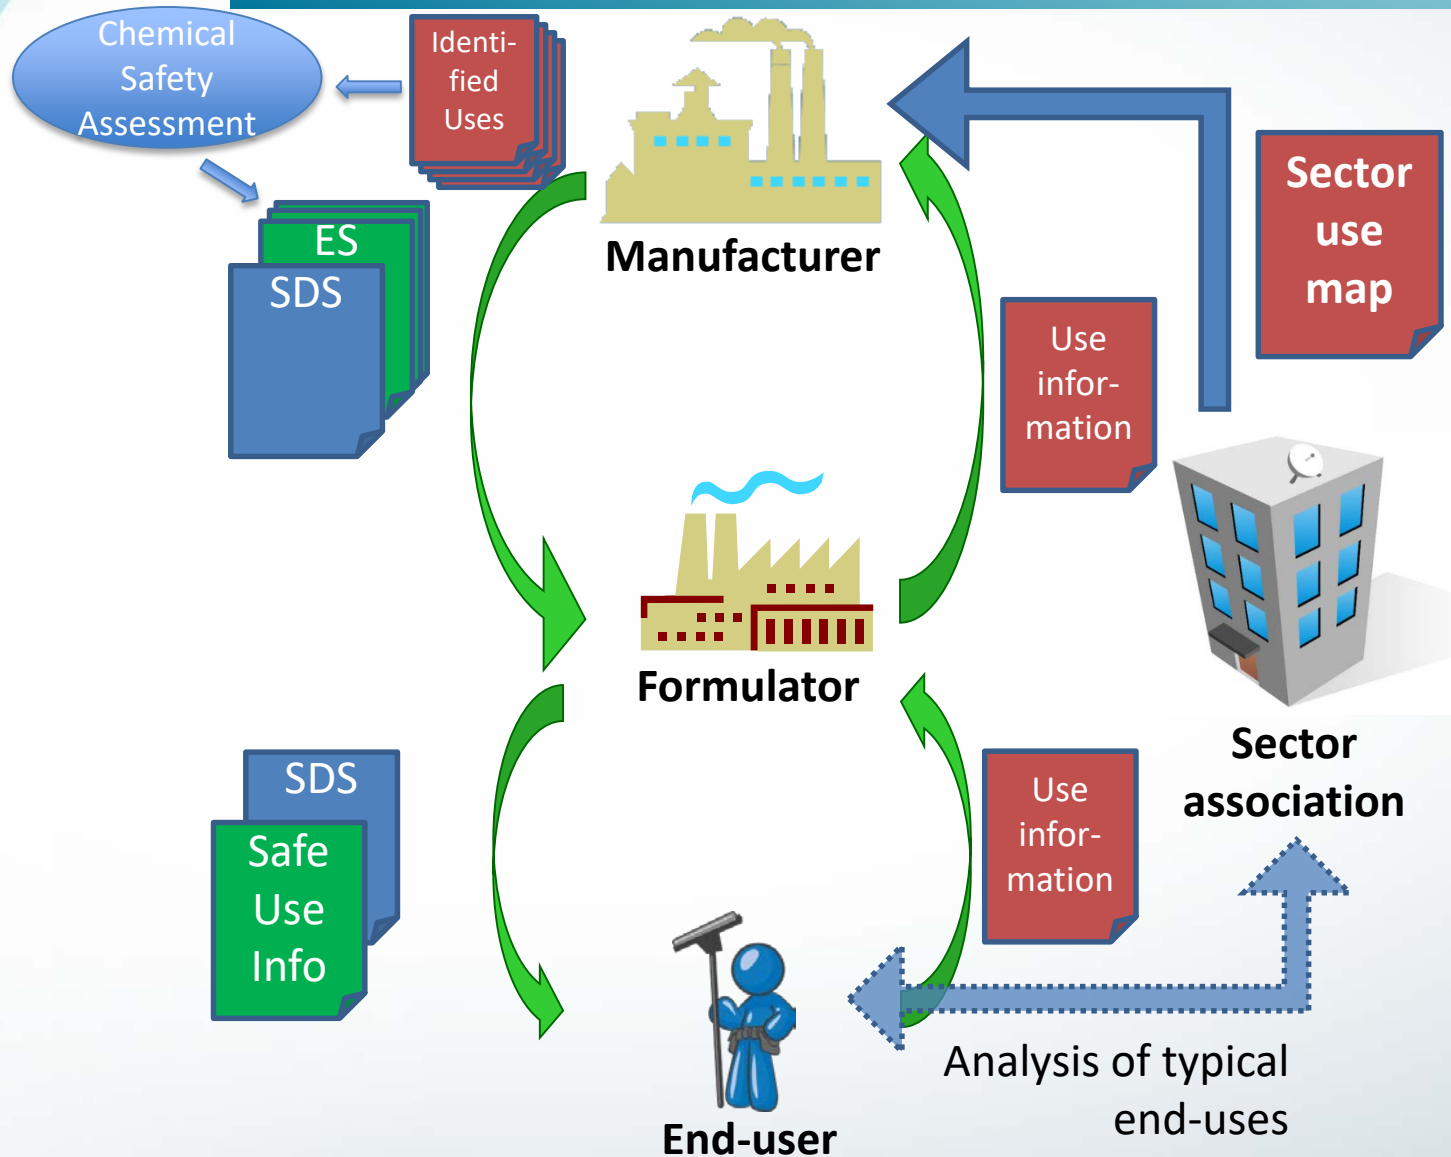 Chemical
Safety
Assessment
Identi-
fied
Uses
Manufacturer
Sector
use
map
ES
SDS
Use
infor-
mation
Formulator
Sector
association
SDS
Safe
Use
Info
Use
infor-
mation
Analysis of typical
end-uses
End-user